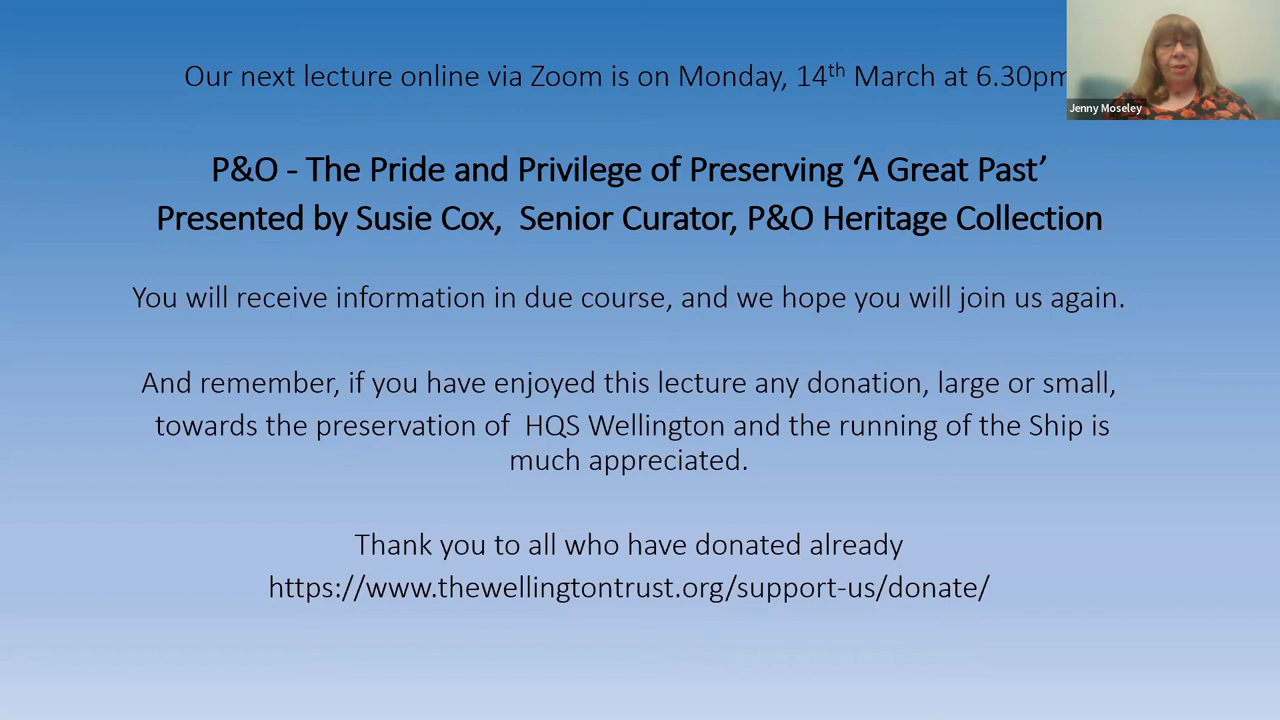 Our next lecture online via Zoom is on Monday, 14th March at 6.30pm
Jenny Moseley
P&O - The Pride and Privilege of Preserving ‘A Great Past’
Presented by Susie Cox,  Senior Curator, P&O Heritage Collection
You will receive information in due course, and we hope you will join us again.
And remember, if you have enjoyed this lecture any donation, large or small,
towards the preservation of  HQS Wellington and the running of the Ship is
much appreciated.
Thank you to all who have donated already
https://www.thewellingtontrust.org/support-us/donate/